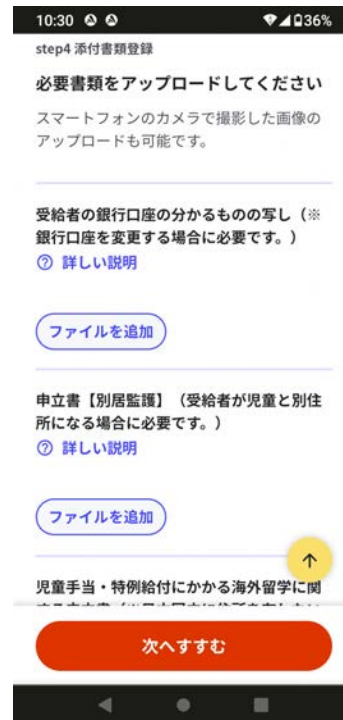 10:30 36%
step4 添付書類登録
必要書類をアップロードしてください
スマートフォンのカメラで撮影した画像の
アップロードも可能です。
受給者の銀行口座の分かるものの写し（※
銀行口座を変更する場合に必要です。）
詳しい説明
ファイルを追加
申立書【別居監護】（受給者が児童と別住
所になる場合に必要です。）
詳しい説明
ファイルを追加
児童手当・特例給付にかかる海外留学に関
次へすすむ